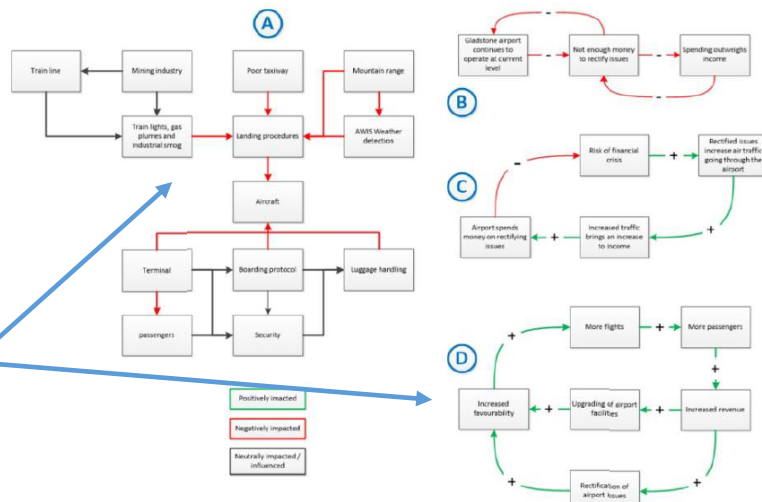 A
Train line
Mining industry
Poor taxiway
Mountain range
Train lights, gas
plumes and
industrial smog
Landing procedures
AWIS Weather
detection
Aircraft
Terminal
Boarding protocol
Luggage handling
passengers
Security
Positively imacted
Negatively impacted
Neutrally impacted /
influenced
B
-
Gladstone airport
continues to
operate at current
level
-
Not enough money
to rectify issues
-
Spending outweighs
income
-
C
-
Risk of financial
crisis
+
Rectified issues
increase air traffic
going through the
airport
+
Increased traffic
brings an increase
to income
+
Airport spends
money on rectifying
issues
D
+
More flights
+
More passengers
+
Increased
favourability
+
Upgrading of airport
facilities
+
Increased revenue
+
Rectification of
airport issues
+